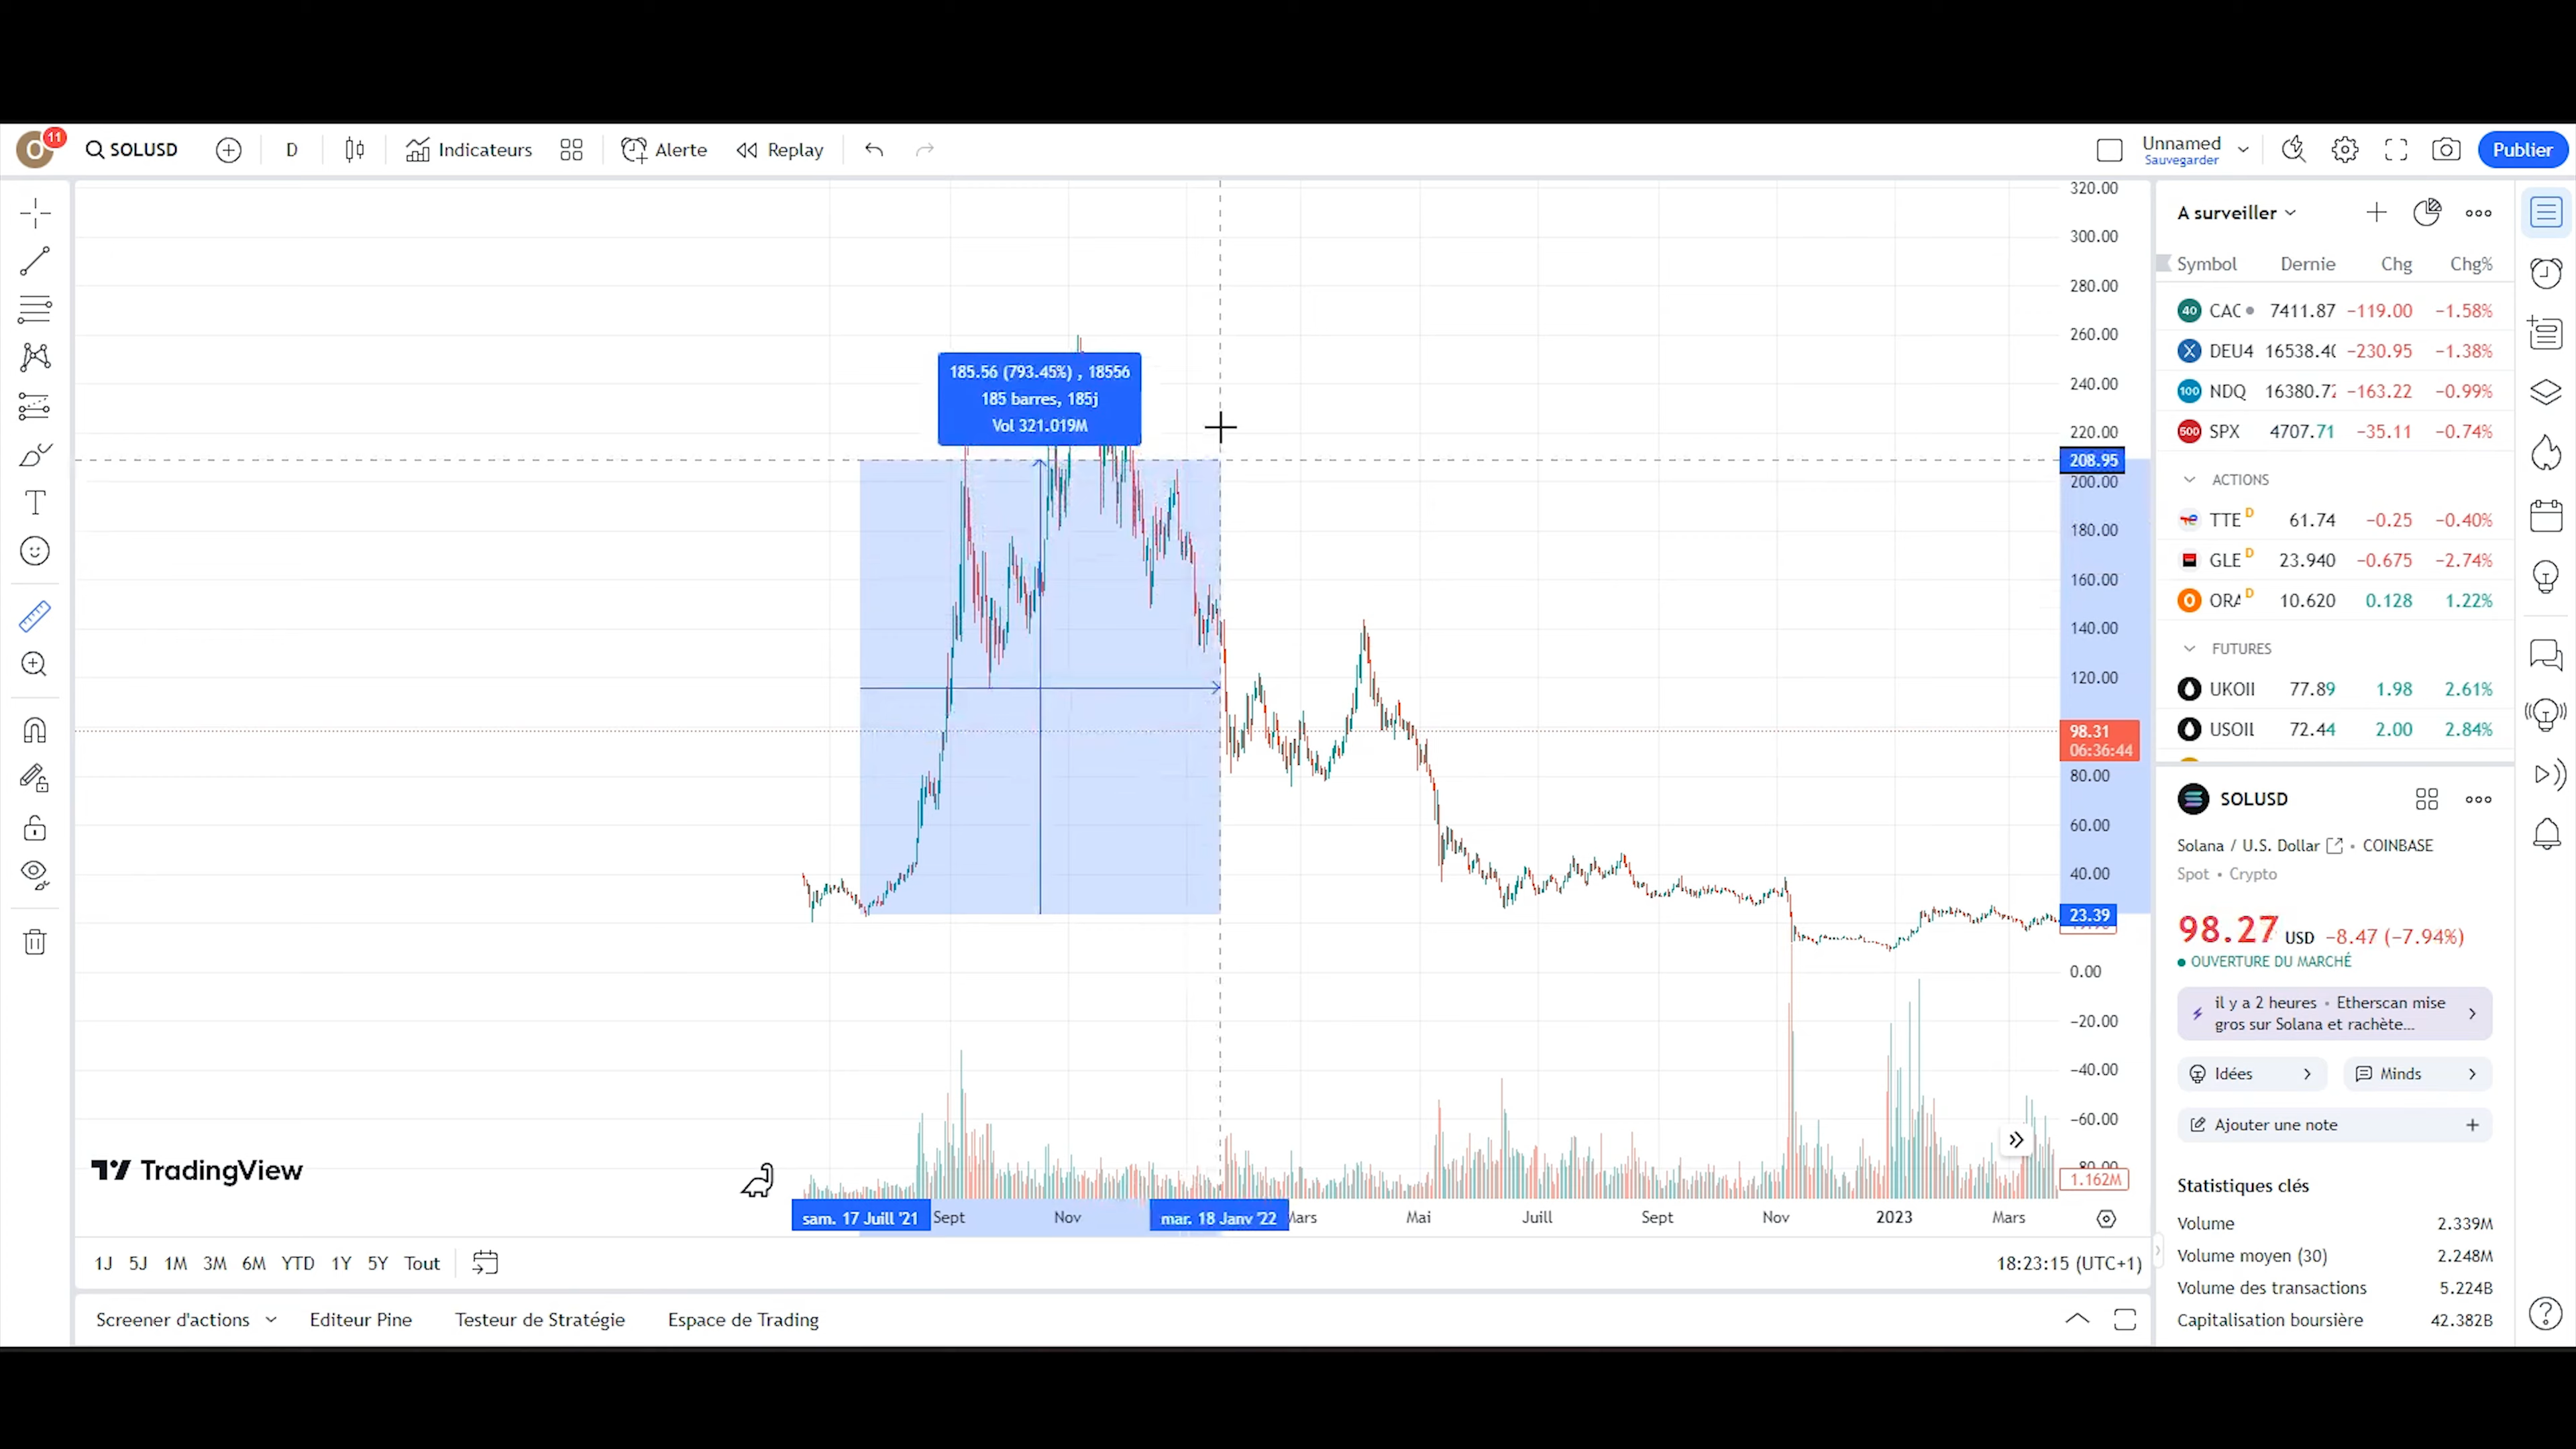 O 11 SOLUSD D Indicateurs Alerte Replay Unnamed Publier
Sauvegarder
A surveiller
Symbol Dernie Chg Chg%
40 CAC 7411.87 −119.00 −1.58%
X DEU4 16538.40 −230.95 −1.38%
100 NDQ 16380.72 −163.22 −0.99%
500 SPX 4707.71 −35.11 −0.74%
ACTIONS
TTE D 61.74 −0.25 −0.40%
GLE D 23.940 −0.675 −2.74%
ORA D 10.620 0.128 1.22%
FUTURES
UKOIL 77.89 1.98 2.61%
USOIL 72.44 2.00 2.84%
SOLUSD
Solana / U.S. Dollar • COINBASE
Spot • Crypto
98.27 USD −8.47 (−7.94%)
OUVERTURE DU MARCHÉ
il y a 2 heures • Etherscan mise
gros sur Solana et rachète...
Idées Minds
Ajouter une note
Statistiques clés
Volume 2.339M
Volume moyen (30) 2.248M
Volume des transactions 5.224B
Capitalisation boursière 42.382B
185.56 (793.45%) , 18556
185 barres, 185j
Vol 321.019M
320.00
300.00
280.00
260.00
240.00
220.00
208.95
200.00
180.00
160.00
140.00
120.00
98.31
06:36:44
80.00
60.00
40.00
23.39
0.00
−20.00
−40.00
−60.00
1.162M
TradingView
sam. 17 Juill '21 Sept Nov mar. 18 Janv '22 Mars Mai Juill Sept Nov 2023 Mars
1J 5J 1M 3M 6M YTD 1Y 5Y Tout 18:23:15 (UTC+1)
Screener d'actions Editeur Pine Testeur de Stratégie Espace de Trading